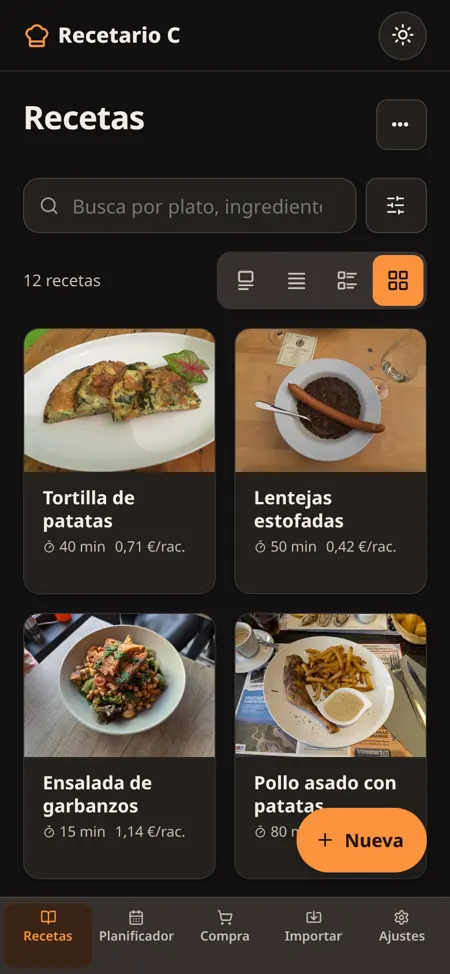 Recetario C
Recetas
Busca por plato, ingrediente
12 recetas
Tortilla de
patatas
40 min 0,71 €/rac.
Lentejas
estofadas
50 min 0,42 €/rac.
Ensalada de
garbanzos
15 min 1,14 €/rac.
Pollo asado con
patatas
80 m
+ Nueva
Recetas
Planificador
Compra
Importar
Ajustes